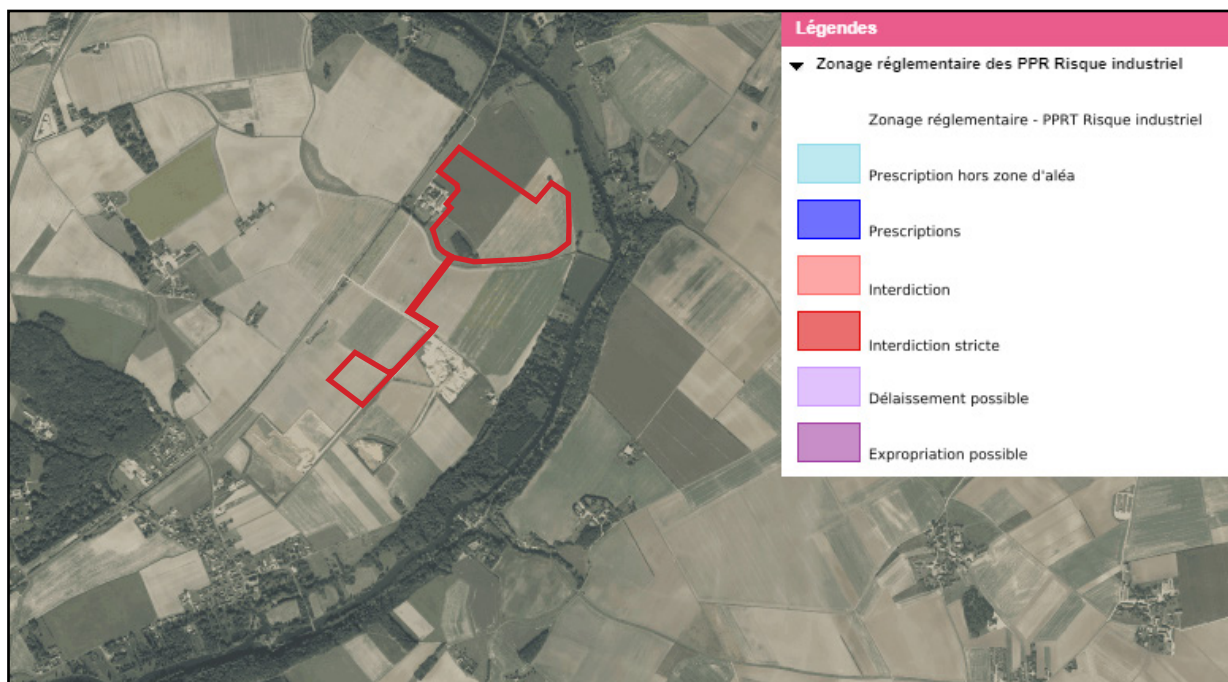 Légendes
Zonage réglementaire des PPR Risque industriel
Zonage réglementaire - PPRT Risque industriel
Prescription hors zone d'aléa
Prescriptions
Interdiction
Interdiction stricte
Délaissement possible
Expropriation possible